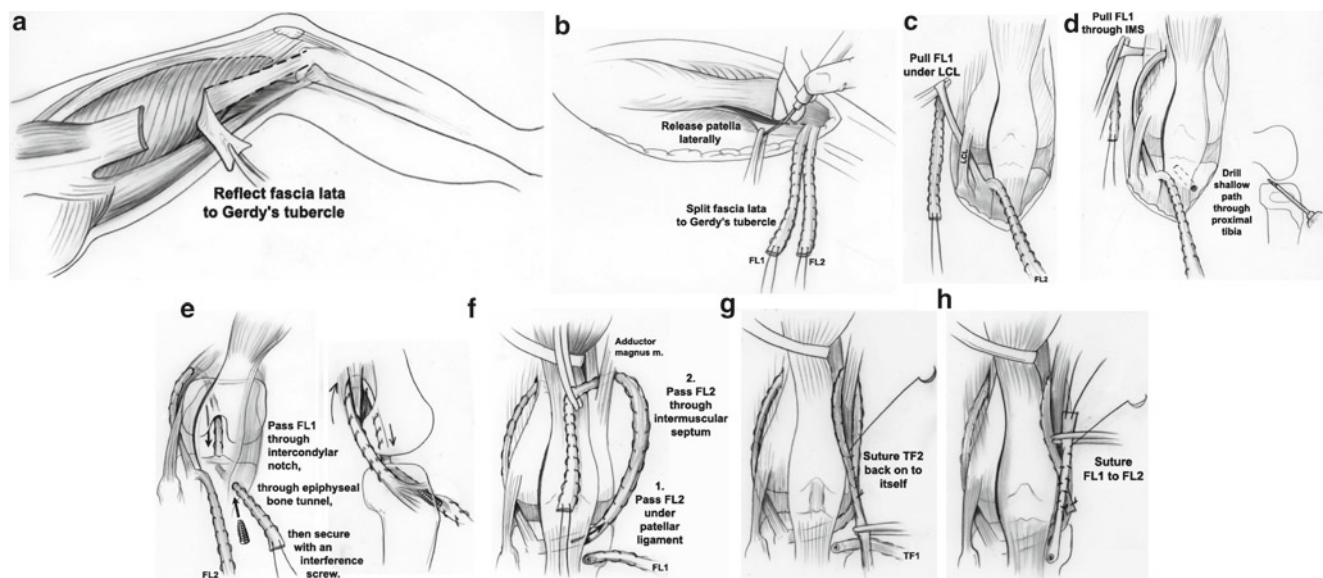 a
Reflect fascia lata
to Gerdy's tubercle
b
Release patella
laterally
Split fascia lata
to Gerdy's tubercle
FL1
FL2
c
Pull FL1
under LCL
LCL
FL2
d
Pull FL1
through IMS
Drill
shallow
path
through
proximal
tibia
e
Pass FL1
through
intercondylar
notch,
through epiphyseal
bone tunnel,
then secure
with an
interference
screw.
FL2
f
Adductor
magnus m.
2.
Pass FL2
through
intermuscular
septum
1.
Pass FL2
under
patellar
ligament
FL1
g
Suture TF2
back on to
itself
TF1
h
Suture
FL1 to FL2